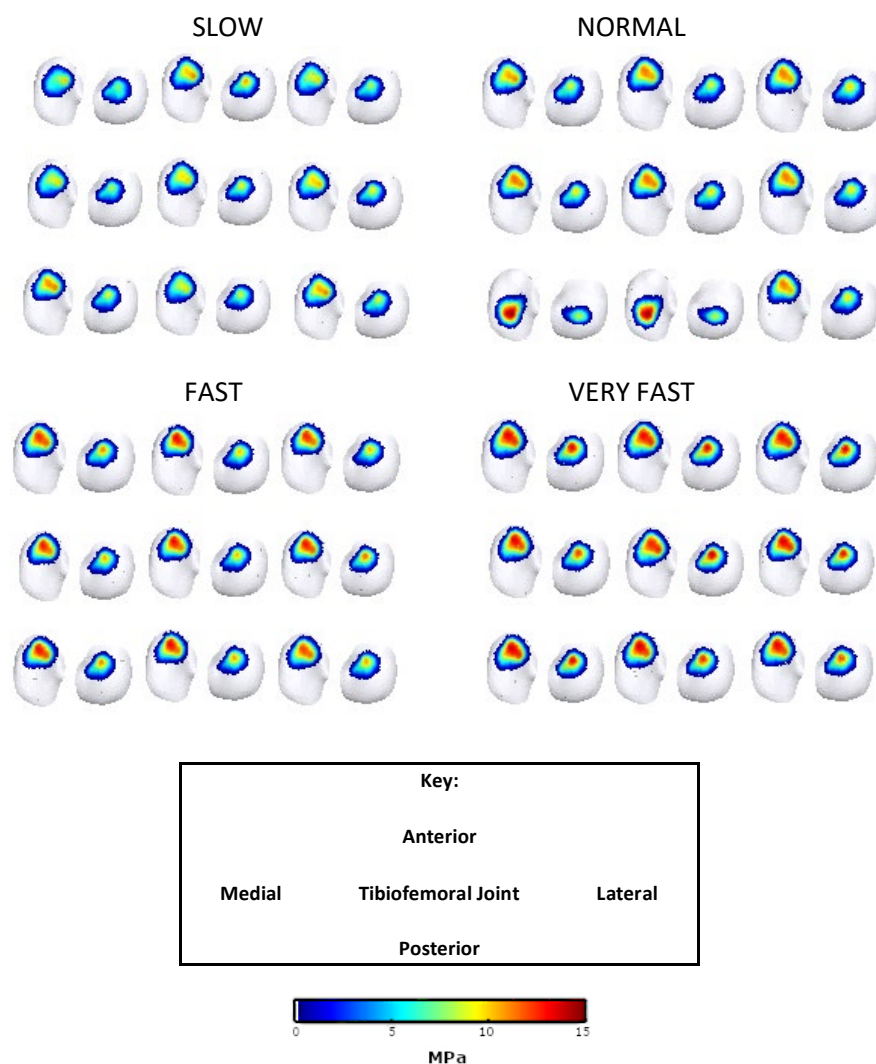 SLOW
NORMAL
FAST
VERY FAST
Key:
Anterior
Medial Tibiofemoral Joint Lateral
Posterior
0 5 10 15
MPa